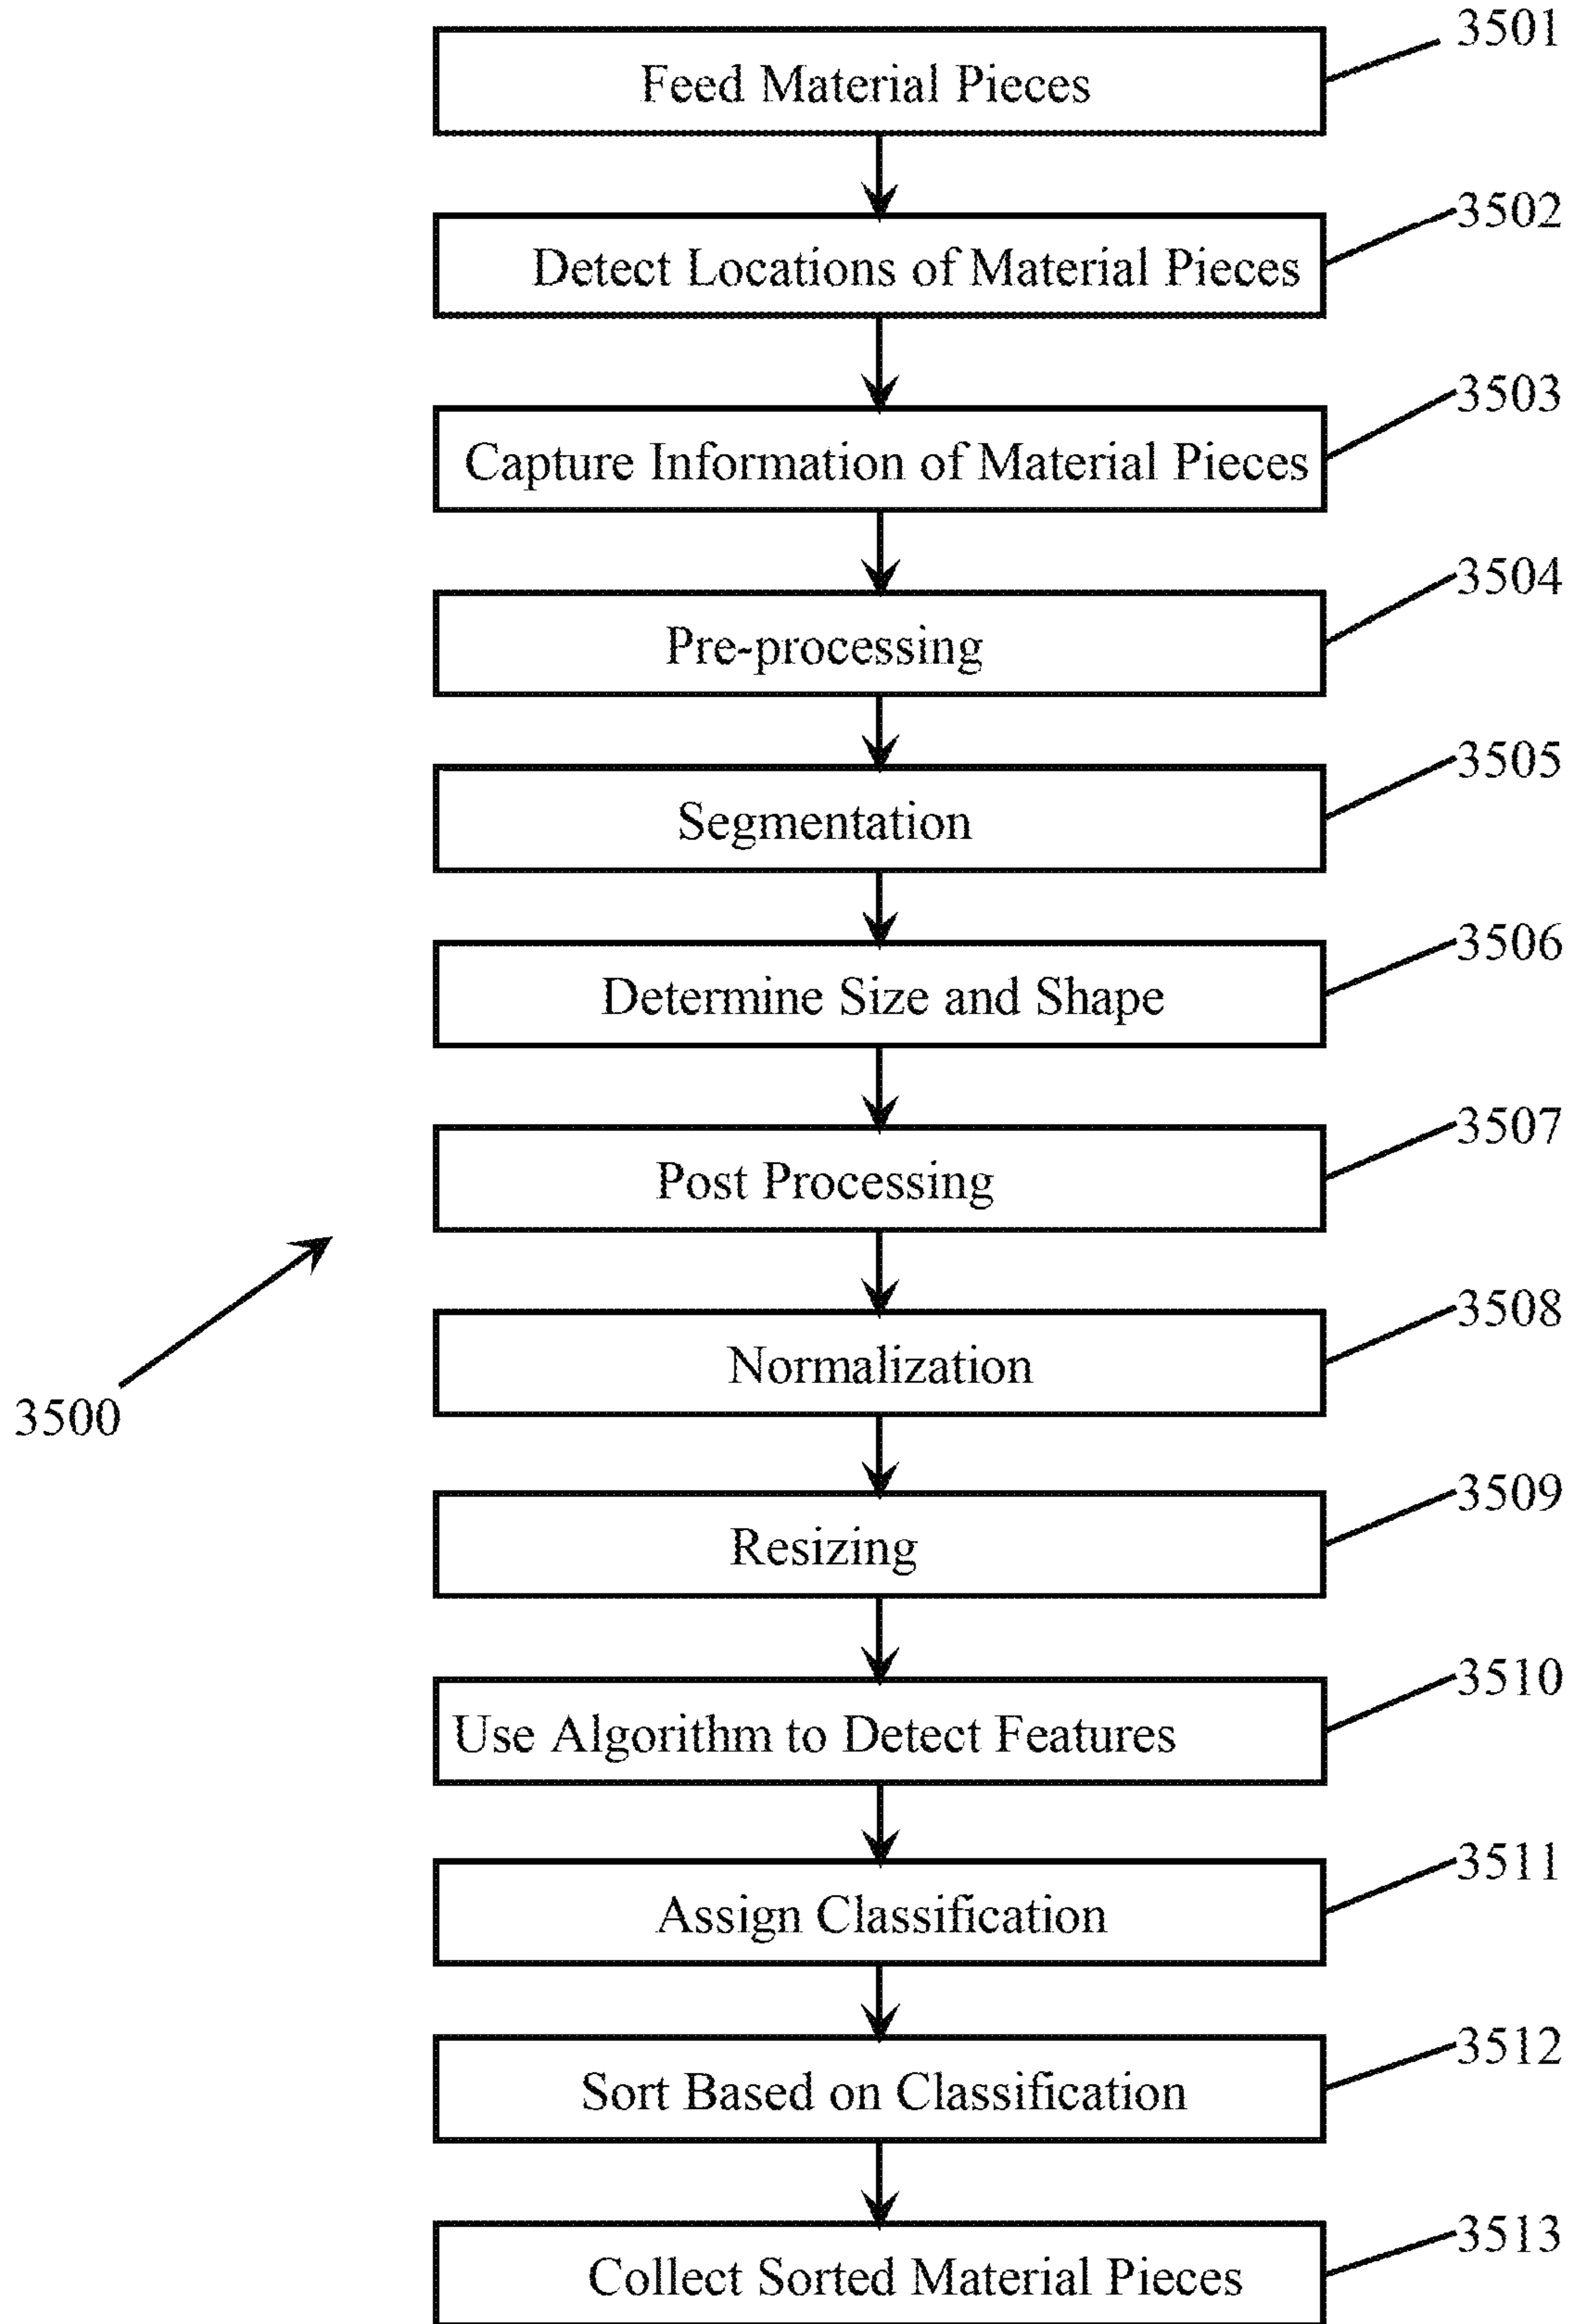 3501
Feed Material Pieces
3502
Detect Locations of Material Pieces
3503
Capture Information of Material Pieces
3504
Pre-processing
3505
Segmentation
3506
Determine Size and Shape
3507
Post Processing
3508
Normalization
3500
3509
Resizing
3510
Use Algorithm to Detect Features
3511
Assign Classification
3512
Sort Based on Classification
3513
Collect Sorted Material Pieces